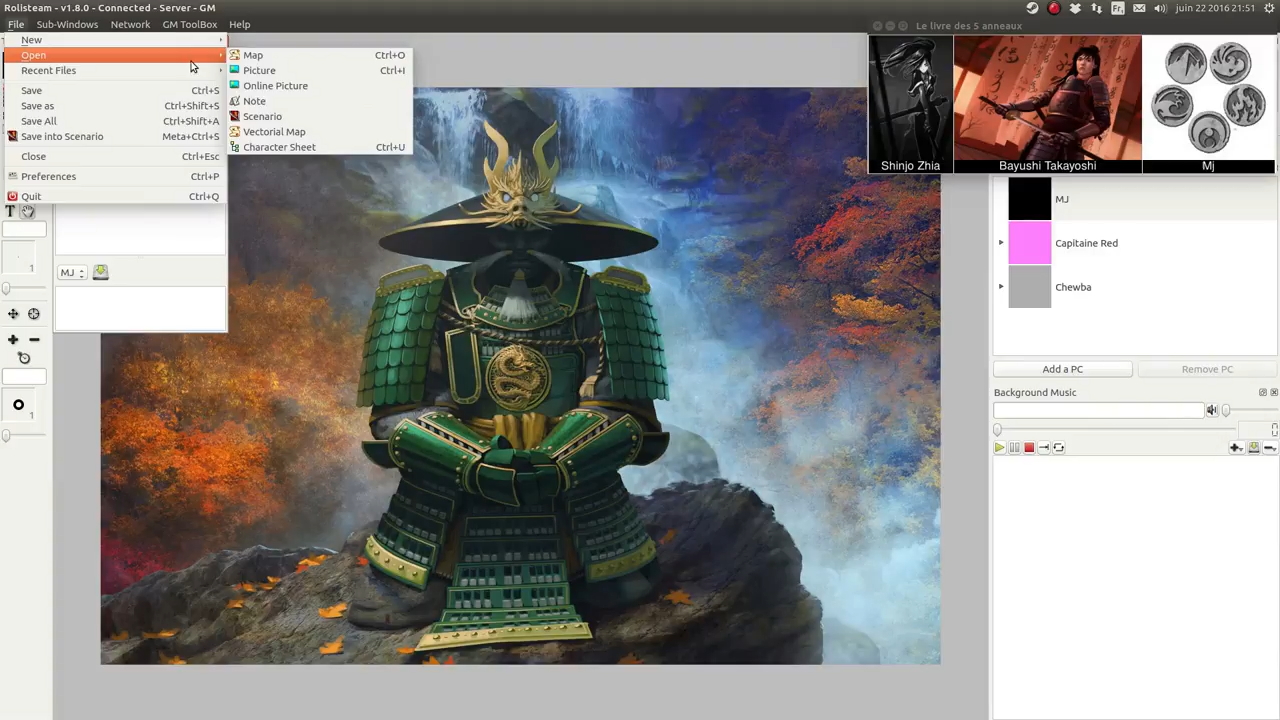 Rolisteam - v1.8.0 - Connected - Server - GM
Fr
juin 22 2016 21:51
File Sub-Windows Network GM ToolBox Help
Le livre des 5 anneaux
New
Open
Recent Files
Save Ctrl+S
Save as Ctrl+Shift+S
Save All Ctrl+Shift+A
Save into Scenario Meta+Ctrl+S
Close Ctrl+Esc
Preferences Ctrl+P
Quit Ctrl+Q
Map Ctrl+O
Picture Ctrl+I
Online Picture
Note
Scenario
Vectorial Map
Character Sheet Ctrl+U
Shinjo Zhia
Bayushi Takayoshi
Mj
MJ
Capitaine Red
Chewba
T
1
MJ
1
Add a PC Remove PC
Background Music
0